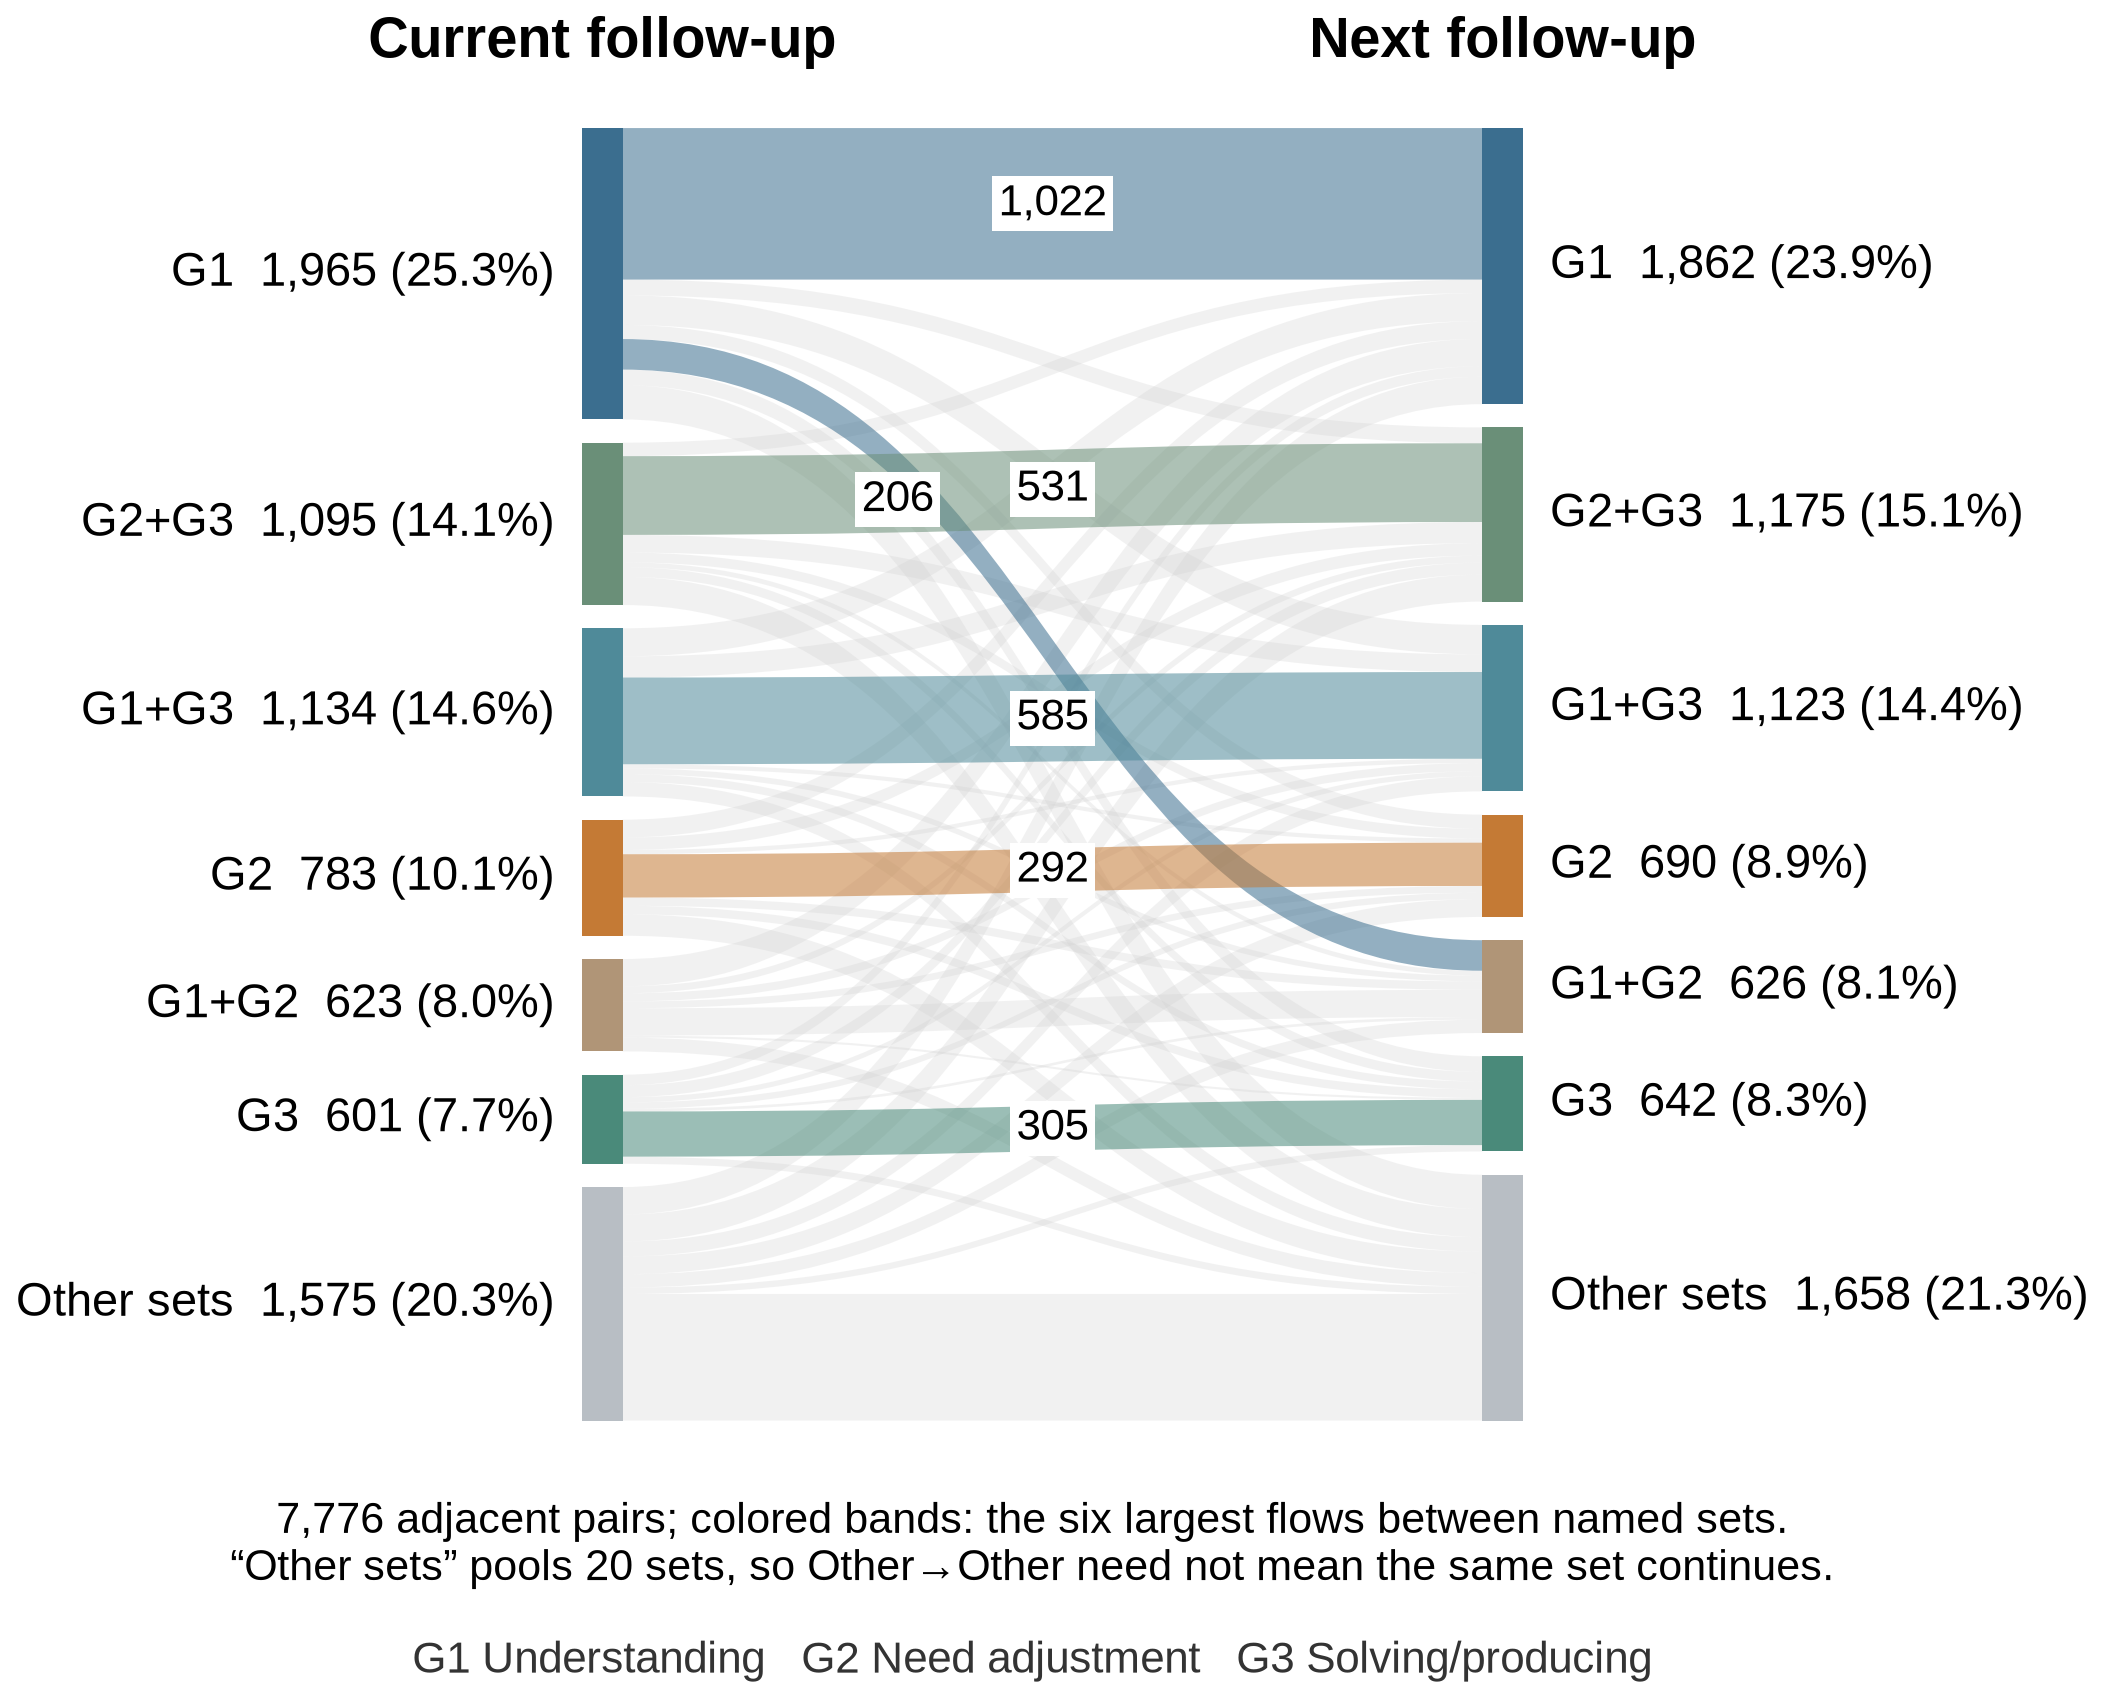 Current follow-up
Next follow-up
1,022
G1 1,965 (25.3%)
G1 1,862 (23.9%)
206
531
G2+G3 1,095 (14.1%)
G2+G3 1,175 (15.1%)
G1+G3 1,134 (14.6%)
585
G1+G3 1,123 (14.4%)
G2 783 (10.1%)
292
G2 690 (8.9%)
G1+G2 623 (8.0%)
G1+G2 626 (8.1%)
G3 601 (7.7%)
305
G3 642 (8.3%)
Other sets 1,575 (20.3%)
Other sets 1,658 (21.3%)
7,776 adjacent pairs; colored bands: the six largest flows between named sets.
“Other sets” pools 20 sets, so Other→Other need not mean the same set continues.
G1 Understanding G2 Need adjustment G3 Solving/producing